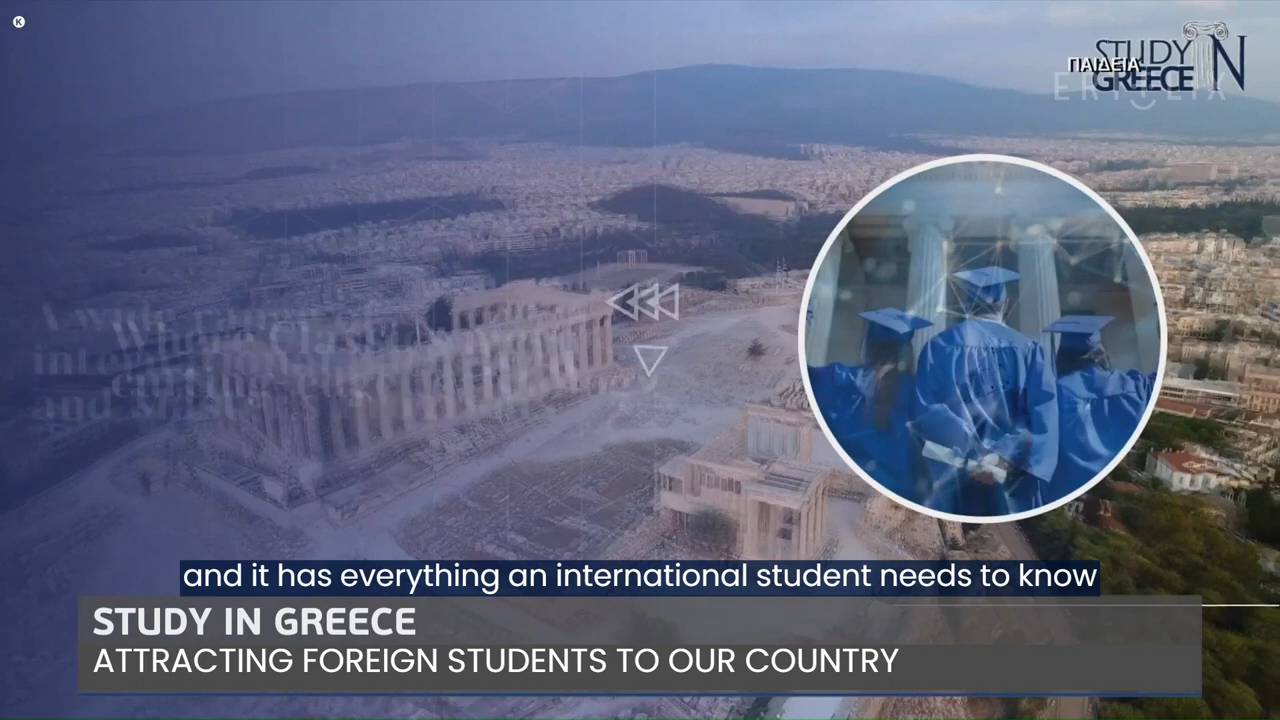 K
STUDY IN
GREECE
ΠΑΙΔΕΙΑ
ERTFLIX
and it has everything an international student needs to know
STUDY IN GREECE
ATTRACTING FOREIGN STUDENTS TO OUR COUNTRY